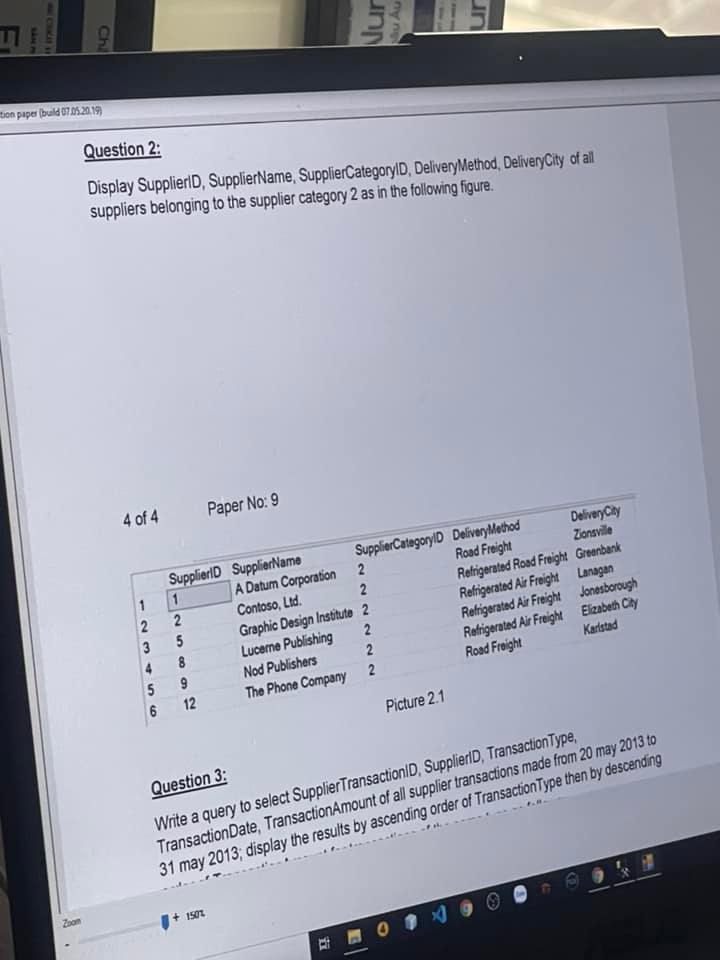 tion paper (build 07.05.20.19)
Question 2:
Display SupplierID, SupplierName, SupplierCategoryID, DeliveryMethod, DeliveryCity of all
suppliers belonging to the supplier category 2 as in the following figure.
4 of 4 Paper No: 9
SupplierID SupplierName SupplierCategoryID DeliveryMethod DeliveryCity
1 1 A Datum Corporation 2 Road Freight Zionsville
2 2 Contoso, Ltd. 2 Refrigerated Road Freight Greenbank
3 5 Graphic Design Institute 2 Refrigerated Air Freight Lanagan
4 8 Lucerne Publishing 2 Refrigerated Air Freight Jonesborough
5 9 Nod Publishers 2 Refrigerated Air Freight Elizabeth City
6 12 The Phone Company 2 Road Freight Karlstad
Picture 2.1
Question 3:
Write a query to select SupplierTransactionID, SupplierID, TransactionType,
TransactionDate, TransactionAmount of all supplier transactions made from 20 may 2013 to
31 may 2013; display the results by ascending order of TransactionType then by descending
Zoom
- + 150%